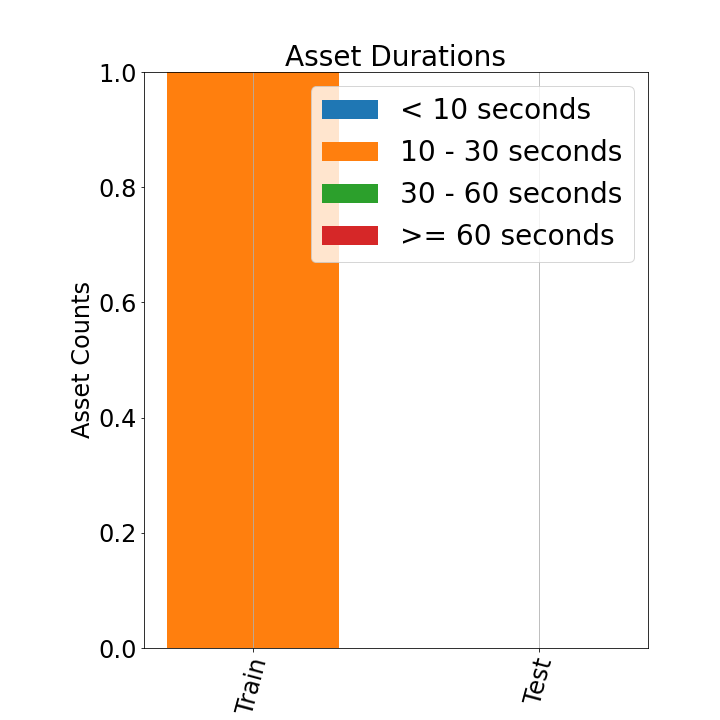 Asset Durations
1.0
0.8
0.6
0.4
0.2
0.0
Asset Counts
< 10 seconds
10 - 30 seconds
30 - 60 seconds
>= 60 seconds
Train
Test